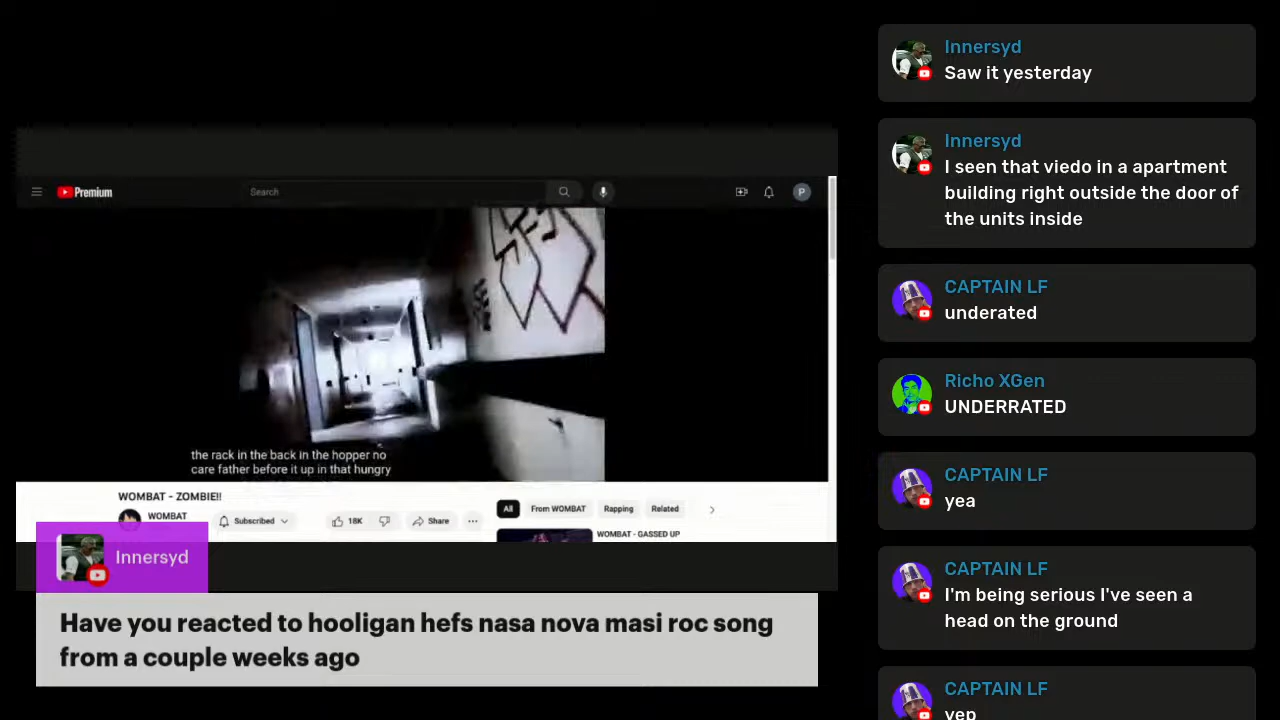 Premium
Search
P
the rack in the back in the hopper no
care father before it up in that hungry
WOMBAT - ZOMBIE!!
WOMBAT
Subscribed
18K
Share
All
From WOMBAT
Rapping
Related
WOMBAT - GASSED UP
Innersyd
Have you reacted to hooligan hefs nasa nova masi roc song
from a couple weeks ago
Innersyd
Saw it yesterday
Innersyd
I seen that viedo in a apartment
building right outside the door of
the units inside
CAPTAIN LF
underated
Richo XGen
UNDERRATED
CAPTAIN LF
yea
CAPTAIN LF
I'm being serious I've seen a
head on the ground
CAPTAIN LF
yep